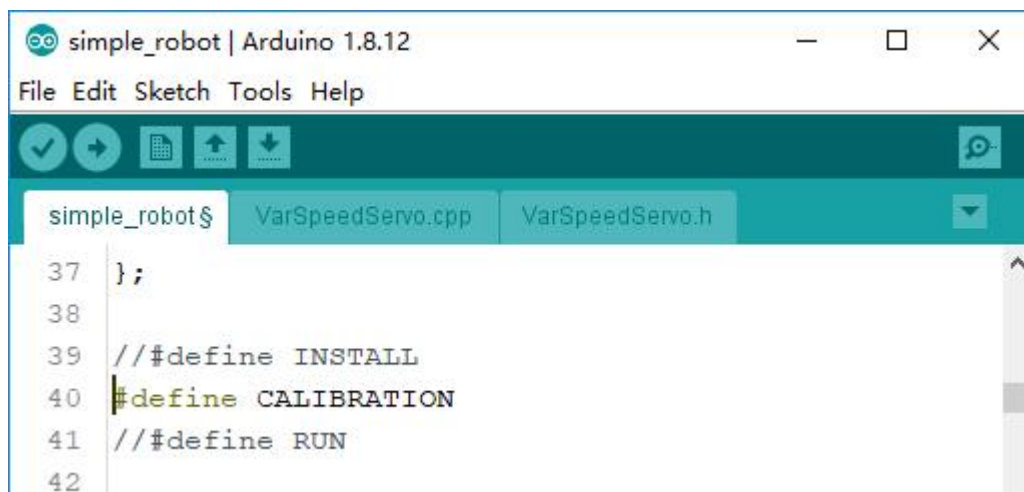 simple_robot | Arduino 1.8.12
File Edit Sketch Tools Help
simple_robot§ VarSpeedServo.cpp VarSpeedServo.h
37 };
38
39 //#define INSTALL
40 #define CALIBRATION
41 //#define RUN
42